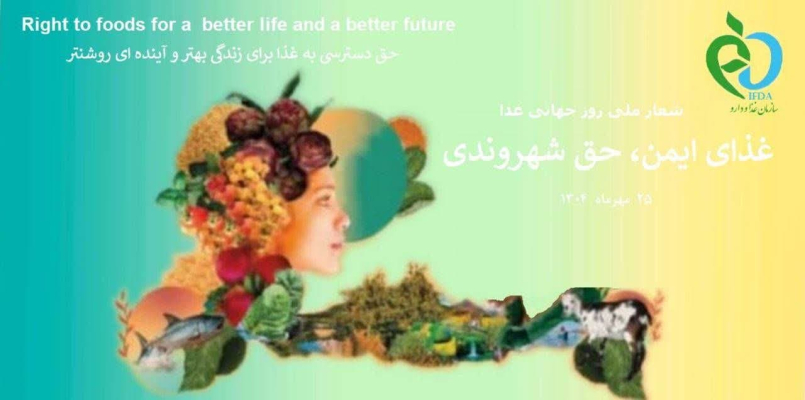 Right to foods for a better life and a better future
حق دسترسی به غذا برای زندگی بهتر و آینده ای روشنتر
IFDA
سازمان غذا و دارو
شعار ملی روز جهانی غذا
غذای ایمن، حق شهروندی
۲۵ مهرماه ۱۳۰۴